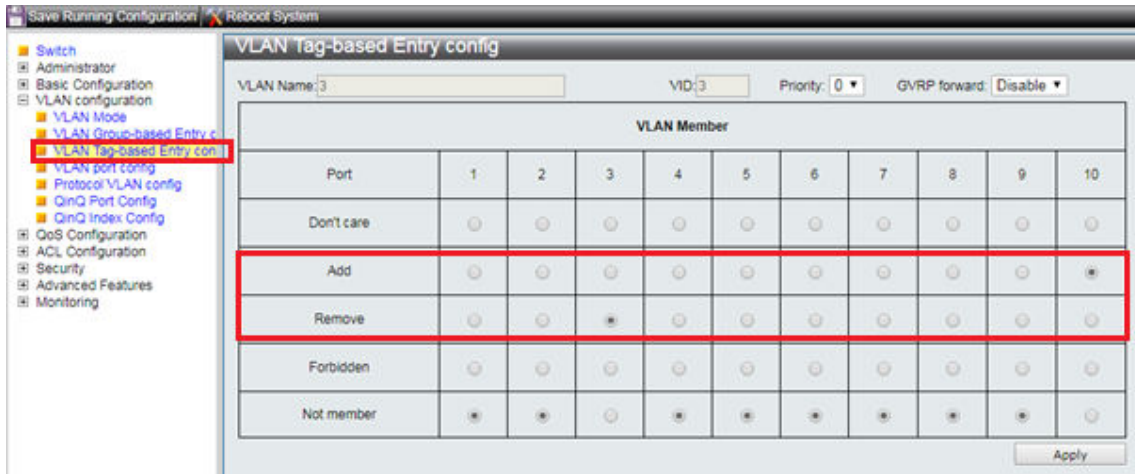 Save Running Configuration Reboot System
Switch
Administrator
Basic Configuration
VLAN configuration
VLAN Mode
VLAN Group-based Entry c
VLAN Tag-based Entry con
VLAN port config
Protocol VLAN config
QinQ Port Config
QinQ Index Config
QoS Configuration
ACL Configuration
Security
Advanced Features
Monitoring
VLAN Tag-based Entry config
VLAN Name: 3 VID: 3 Priority: 0 GVRP forward: Disable
VLAN Member
Port 1 2 3 4 5 6 7 8 9 10
Don't care
Add
Remove
Forbidden
Not member
Apply